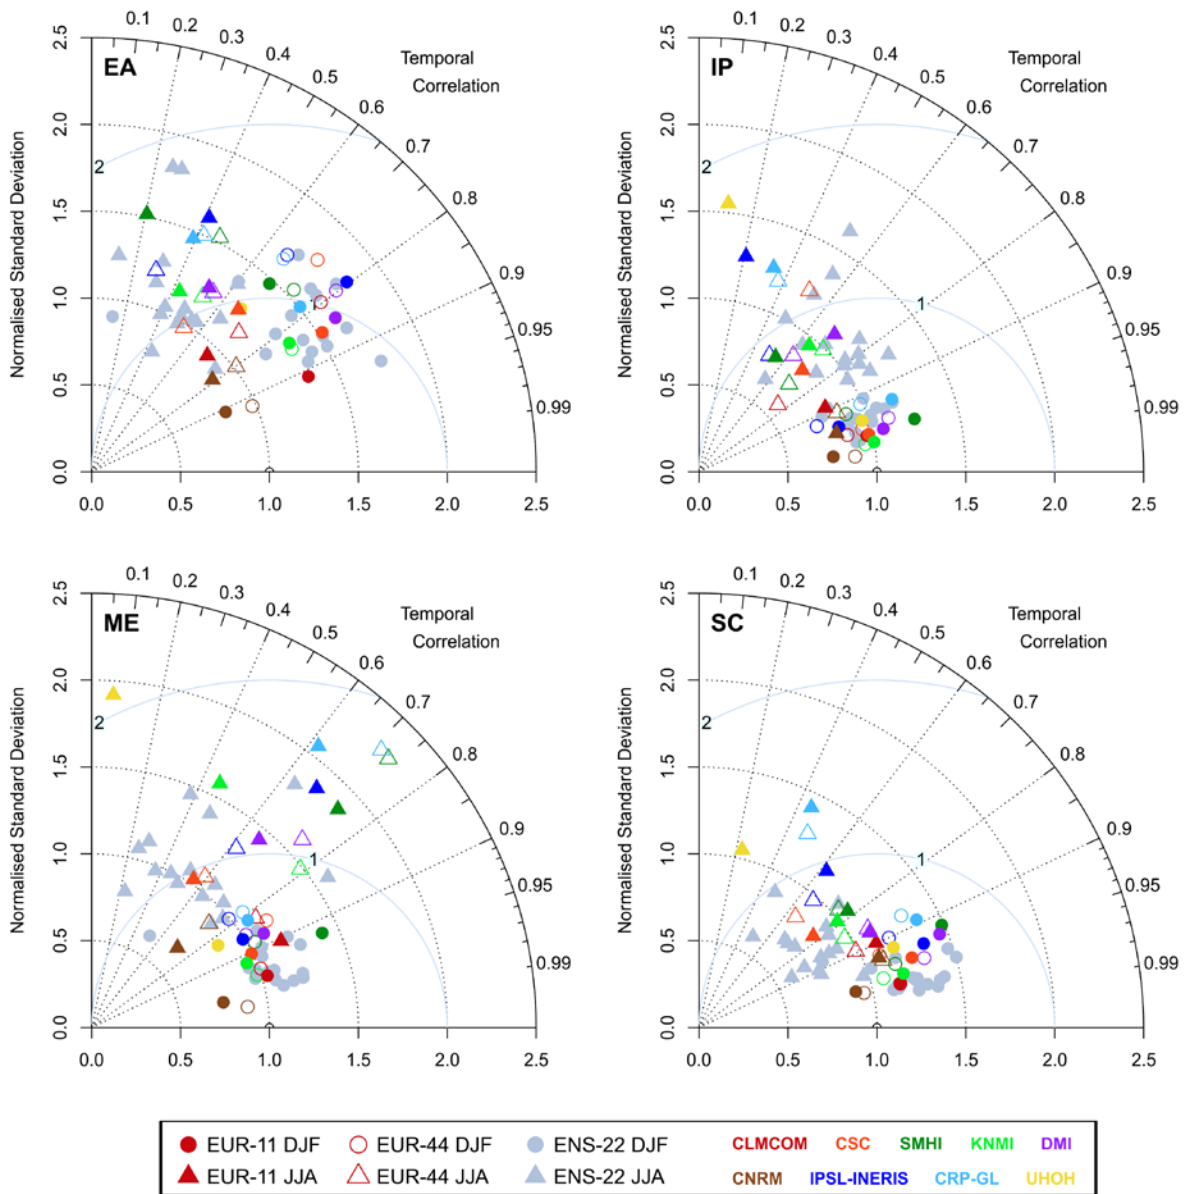 EA
Temporal
Correlation
Normalised Standard Deviation
0.1 0.2 0.3 0.4 0.5 0.6 0.7 0.8 0.9 0.95 0.99
2.5
2.0
1.5
1.0
0.5
0.0
2
1
0.0 0.5 1.0 1.5 2.0 2.5
IP
Temporal
Correlation
Normalised Standard Deviation
0.1 0.2 0.3 0.4 0.5 0.6 0.7 0.8 0.9 0.95 0.99
2.5
2.0
1.5
1.0
0.5
0.0
2
1
0.0 0.5 1.0 1.5 2.0 2.5
ME
Temporal
Correlation
Normalised Standard Deviation
0.1 0.2 0.3 0.4 0.5 0.6 0.7 0.8 0.9 0.95 0.99
2.5
2.0
1.5
1.0
0.5
0.0
2
1
0.0 0.5 1.0 1.5 2.0 2.5
SC
Temporal
Correlation
Normalised Standard Deviation
0.1 0.2 0.3 0.4 0.5 0.6 0.7 0.8 0.9 0.95 0.99
2.5
2.0
1.5
1.0
0.5
0.0
2
1
0.0 0.5 1.0 1.5 2.0 2.5
EUR-11 DJF EUR-44 DJF ENS-22 DJF CLMCOM CSC SMHI KNMI DMI
EUR-11 JJA EUR-44 JJA ENS-22 JJA CNRM IPSL-INERIS CRP-GL UHOH